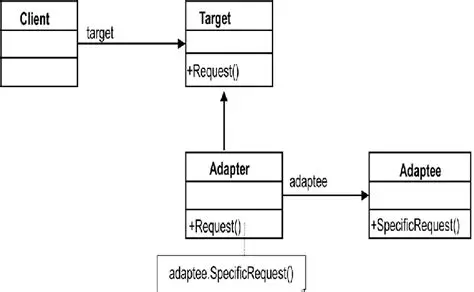 Client
Target
target
+Request()
Adapter
Adaptee
adaptee
+Request()
+SpecificRequest()
adaptee.SpecificRequest()